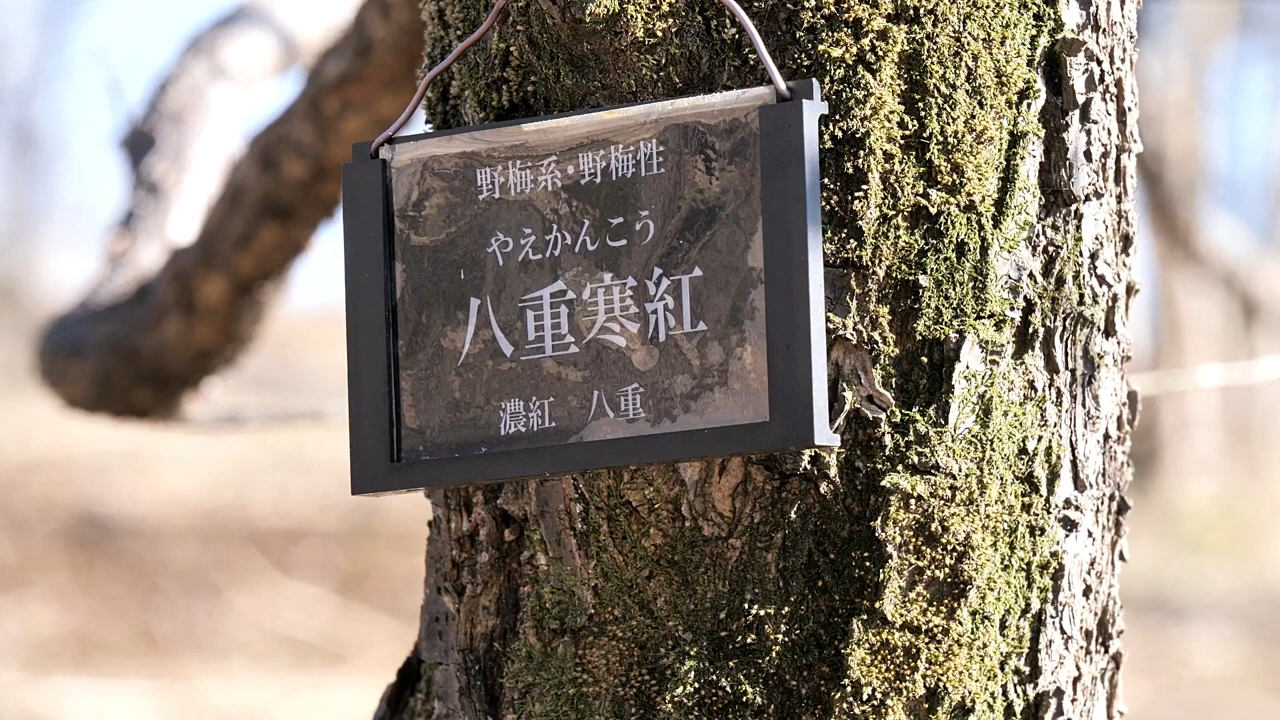 野梅系・野梅性
やえかんこう
八重寒紅
濃紅　八重